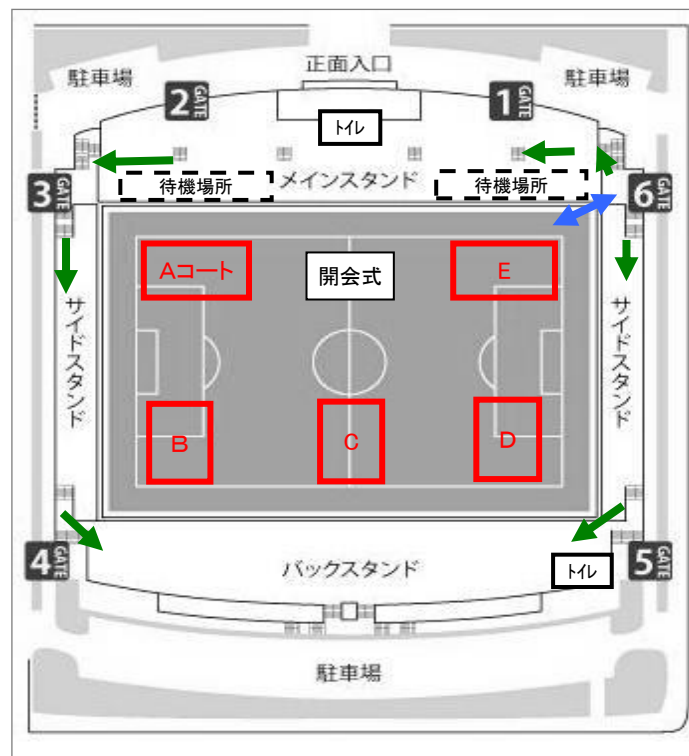 正面入口
駐車場
駐車場
2 GATE
1 GATE
トイレ
待機場所
メインスタンド
待機場所
3 GATE
6 GATE
Aコート
開会式
E
サイドスタンド
サイドスタンド
B
C
D
4 GATE
バックスタンド
トイレ
5 GATE
駐車場